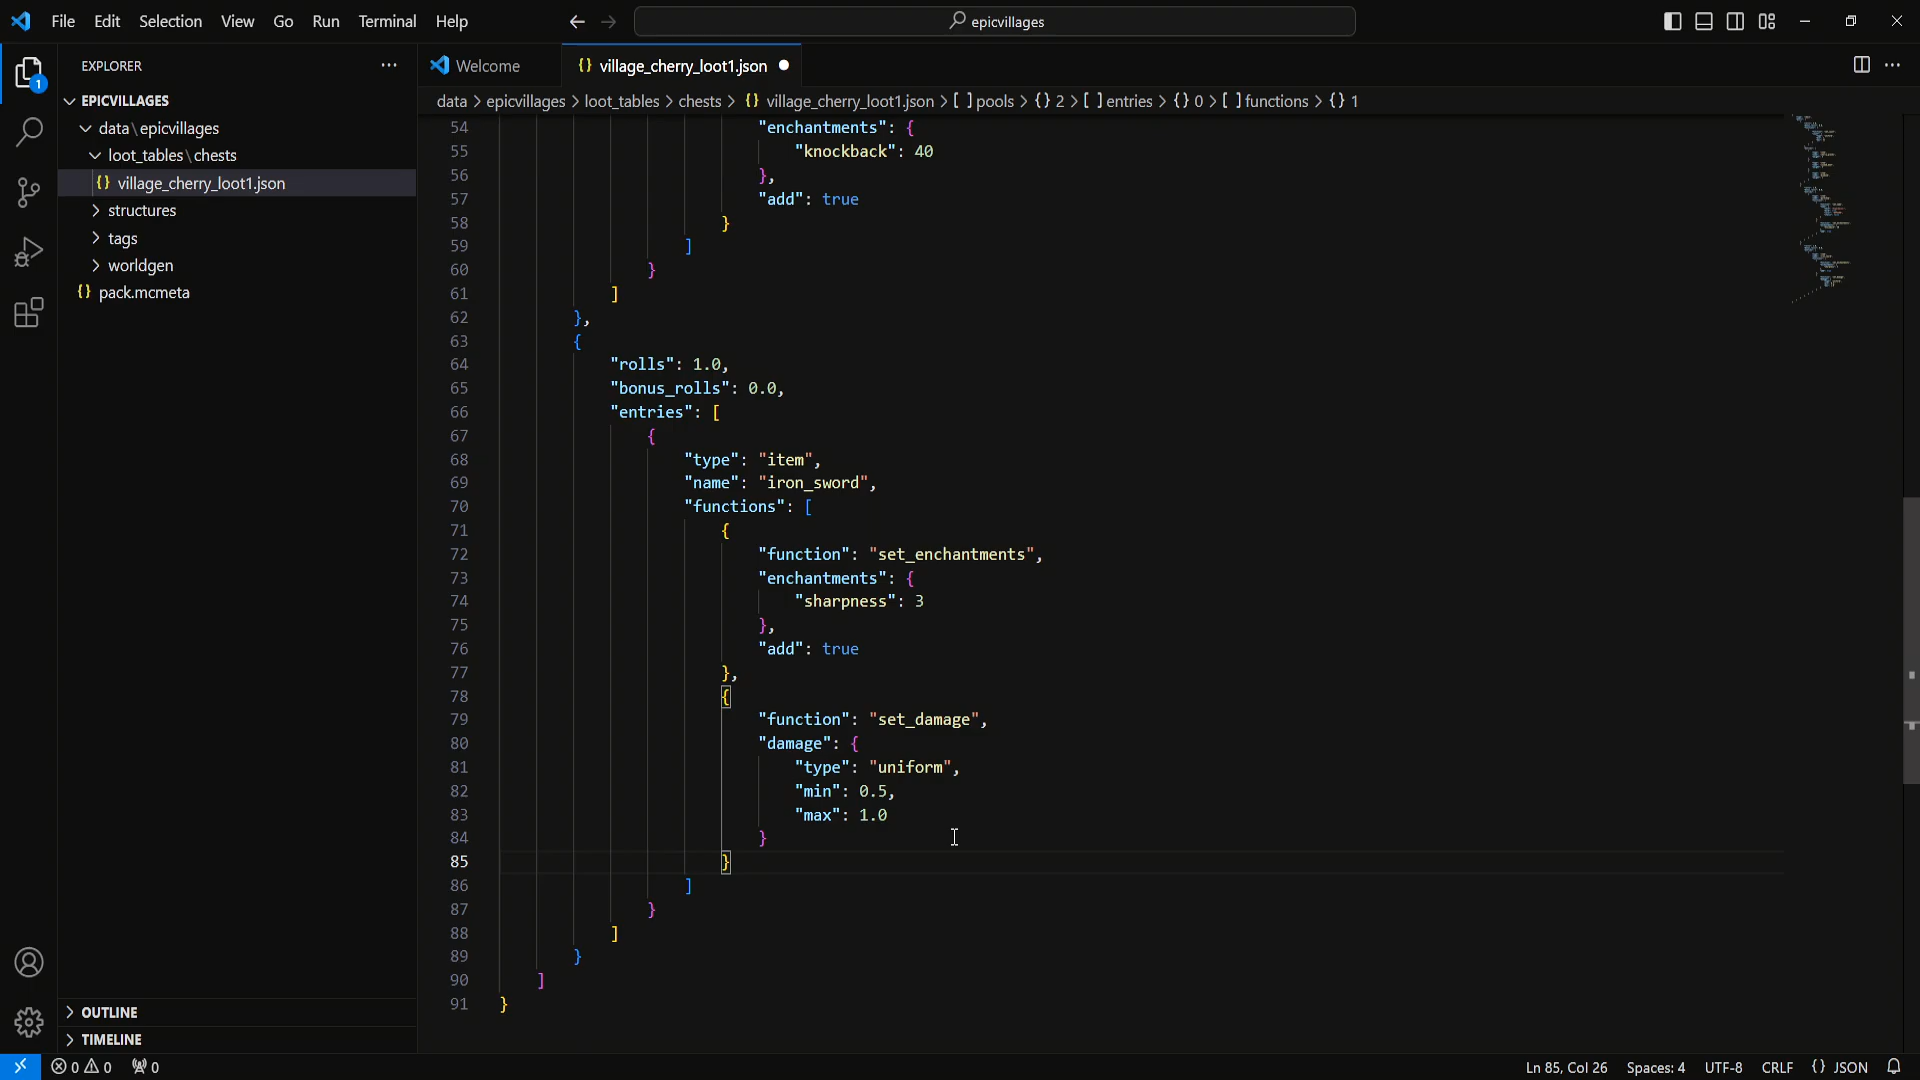 File Edit Selection View Go Run Terminal Help epicvillages
EXPLORER Welcome {} village_cherry_loot1.json
data > epicvillages > loot_tables > chests > {} village_cherry_loot1.json > [ ] pools > {} 2 > [ ] entries > {} 0 > [ ] functions > {} 1
1
EPICVILLAGES
data\epicvillages
loot_tables\chests
{} village_cherry_loot1.json
structures
tags
worldgen
{} pack.mcmeta
OUTLINE
TIMELINE
54 "enchantments": {
55 "knockback": 40
56 },
57 "add": true
58 }
59 ]
60 }
61 ]
62 },
63 {
64 "rolls": 1.0,
65 "bonus_rolls": 0.0,
66 "entries": [
67 {
68 "type": "item",
69 "name": "iron_sword",
70 "functions": [
71 {
72 "function": "set_enchantments",
73 "enchantments": {
74 "sharpness": 3
75 },
76 "add": true
77 },
78 {
79 "function": "set_damage",
80 "damage": {
81 "type": "uniform",
82 "min": 0.5,
83 "max": 1.0
84 }
85 }
86 ]
87 }
88 ]
89 }
90 ]
91 }
0 0 0 Ln 85, Col 26 Spaces: 4 UTF-8 CRLF {} JSON